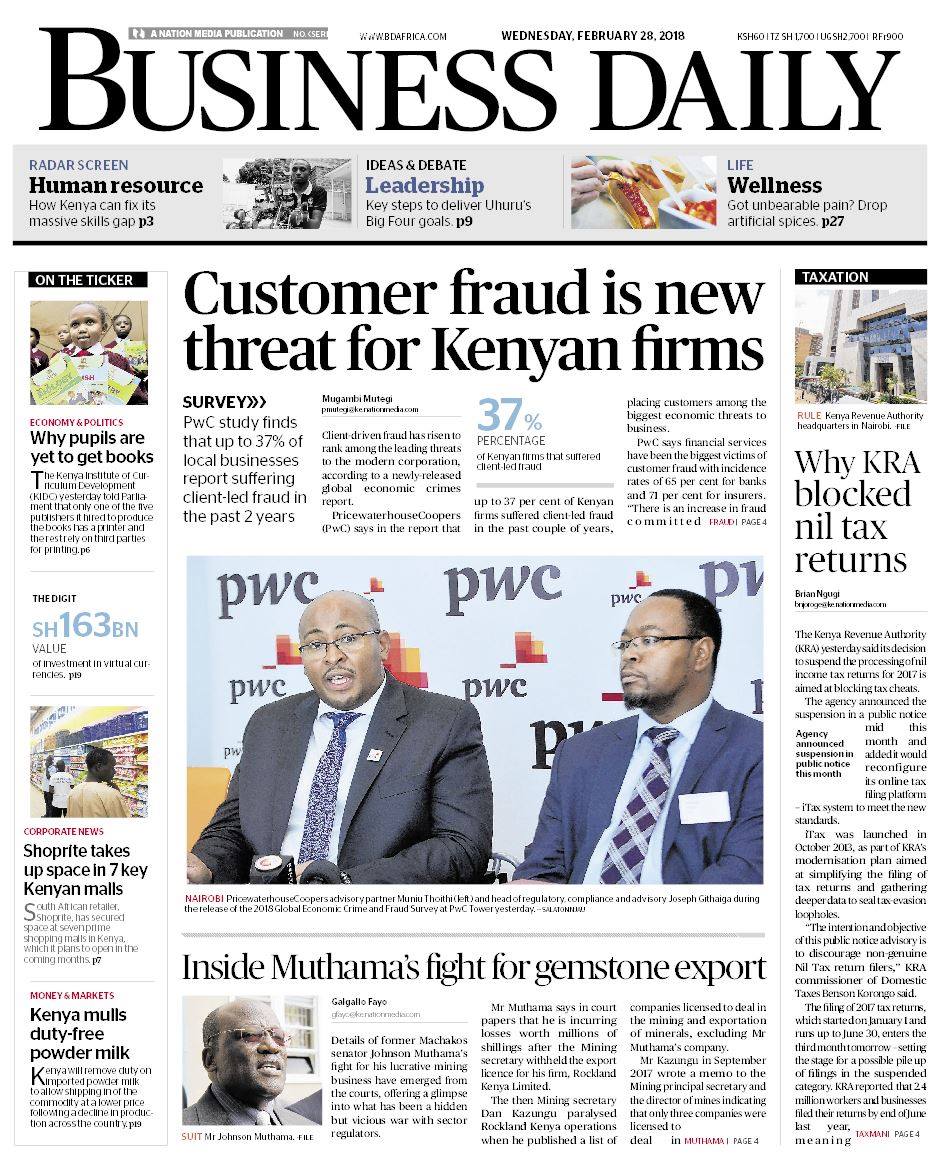 A NATION MEDIA PUBLICATION
WWW.BDAFRICA.COM
WEDNESDAY, FEBRUARY 28, 2018
KSH60 I TZ SH 1,700 I UG SH2,700 I RFr900
BUSINESS DAILY
RADAR SCREEN
Human resource
How Kenya can fix its
massive skills gap p3
IDEAS & DEBATE
Leadership
Key steps to deliver Uhuru's
Big Four goals. p9
LIFE
Wellness
Got unbearable pain? Drop
artificial spices. p27
ON THE TICKER
ECONOMY & POLITICS
Why pupils are
yet to get books
The Kenya Institute of Cur-
riculum Development
(KIDC) yesterday told Parlia-
ment that only one of the five
publishers it hired to produce
the books has a printer and
the rest rely on third parties
for printing. p6
THE DIGIT
SH163BN
VALUE
of investment in virtual cur-
rencies. p19
CORPORATE NEWS
Shoprite takes
up space in 7 key
Kenyan malls
South African retailer,
Shoprite, has secured
space at seven prime
shopping malls in Kenya,
which it plans to open in the
coming months. p7
MONEY & MARKETS
Kenya mulls
duty-free
powder milk
Kenya will remove duty on
imported powder milk
to allow shipping in of the
commodity at a lower price
following a decline in produc-
tion across the country. p19
Customer fraud is new
threat for Kenyan firms
SURVEY
PwC study finds
that up to 37% of
local businesses
report suffering
client-led fraud in
the past 2 years
Mugambi Mutegi
pmutegi@ke.nationmedia.com
Client-driven fraud has risen to
rank among the leading threats
to the modern corporation,
according to a newly-released
global economic crimes
report.
PricewaterhouseCoopers
(PwC) says in the report that
37%
PERCENTAGE
of Kenyan firms that suffered
client-led fraud
up to 37 per cent of Kenyan
firms suffered client-led fraud
in the past couple of years,
placing customers among the
biggest economic threats to
business.
PwC says financial services
have been the biggest victims of
customer fraud with incidence
rates of 65 per cent for banks
and 71 per cent for insurers.
"There is an increase in fraud
committed FRAUD I PAGE 4
pwc
pwc
pwc
pwc
pwc
pwc
NAIROBI PricewaterhouseCoopers advisory partner Muniu Thoithi (left) and head of regulatory, compliance and advisory Joseph Githaiga during
the release of the 2018 Global Economic Crime and Fraud Survey at PwC Tower yesterday. – SALATON NJAU
Inside Muthama's fight for gemstone export
SUIT Mr Johnson Muthama. -FILE
Galgallo Fayo
gfayo@ke.nationmedia.com
Details of former Machakos
senator Johnson Muthama's
fight for his lucrative mining
business have emerged from
the courts, offering a glimpse
into what has been a hidden
but vicious war with sector
regulators.
Mr Muthama says in court
papers that he is incurring
losses worth millions of
shillings after the Mining
secretary withheld the export
licence for his firm, Rockland
Kenya Limited.
The then Mining secretary
Dan Kazungu paralysed
Rockland Kenya operations
when he published a list of
companies licensed to deal in
the mining and exportation
of minerals, excluding Mr
Muthama's company.
Mr Kazungu in September
2017 wrote a memo to the
Mining principal secretary and
the director of mines indicating
that only three companies were
licensed to
deal in MUTHAMA I PAGE 4
TAXATION
RULE Kenya Revenue Authority
headquarters in Nairobi. -FILE
Why KRA
blocked
nil tax
returns
Brian Ngugi
bnjoroge@ke.nationmedia.com
The Kenya Revenue Authority
(KRA) yesterday said its decision
to suspend the processing of nil
income tax returns for 2017 is
aimed at blocking tax cheats.
The agency announced the
suspension in a public notice
mid this
month and
added it would
reconfigure
its online tax
filing platform
Agency
announced
suspension in
public notice
this month
– iTax system to meet the new
standards.
iTax was launched in
October 2013, as part of KRA's
modernisation plan aimed
at simplifying the filing of
tax returns and gathering
deeper data to seal tax-evasion
loopholes.
"The intention and objective
of this public notice advisory is
to discourage non-genuine
Nil Tax return filers," KRA
commissioner of Domestic
Taxes Benson Korongo said.
The filing of 2017 tax returns,
which started on January 1 and
runs up to June 30, enters the
third month tomorrow – setting
the stage for a possible pile up
of filings in the suspended
category. KRA reported that 2.4
million workers and businesses
filed their returns by end of June
last year,
meaning TAXMAN I PAGE 4